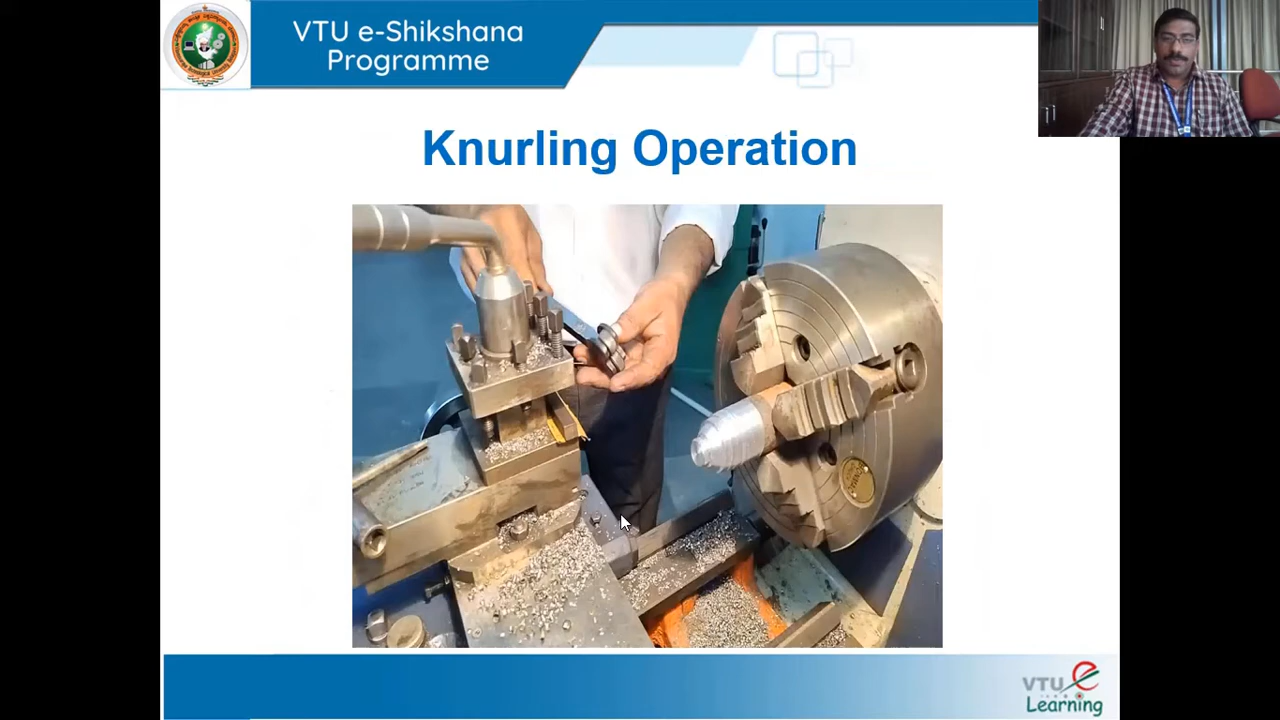 VTU e-Shikshana
Programme
Knurling Operation
VTU e
Learning